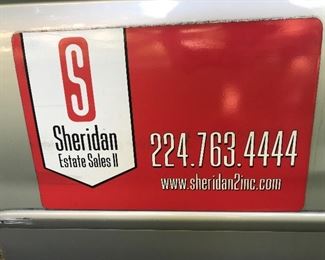 S
Sheridan
Estate Sales II
224.763.4444
www.sheridan2inc.com